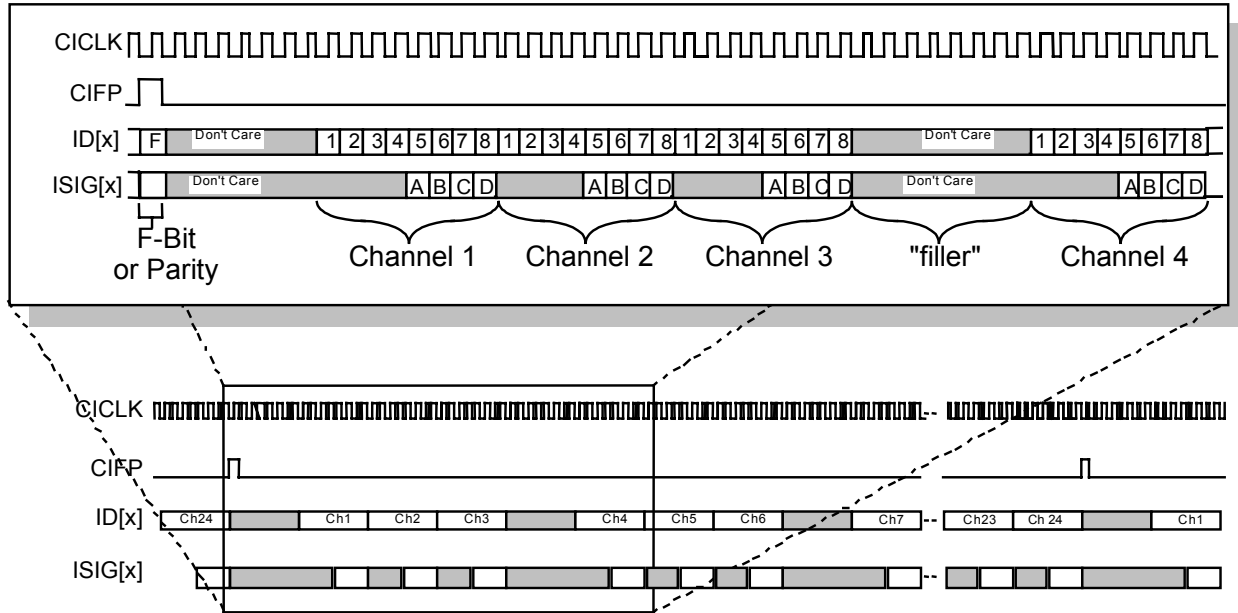 CICLK
CIFP
ID[x] F Don't Care 1 2 3 4 5 6 7 8 1 2 3 4 5 6 7 8 1 2 3 4 5 6 7 8 Don't Care 1 2 3 4 5 6 7 8
ISIG[x] Don't Care A B C D A B C D A B C D Don't Care A B C D
F-Bit
or Parity
Channel 1 Channel 2 Channel 3 "filler" Channel 4
CICLK
CIFP
ID[x] Ch24 Ch1 Ch2 Ch3 Ch4 Ch5 Ch6 Ch7 Ch23 Ch 24 Ch1
ISIG[x]